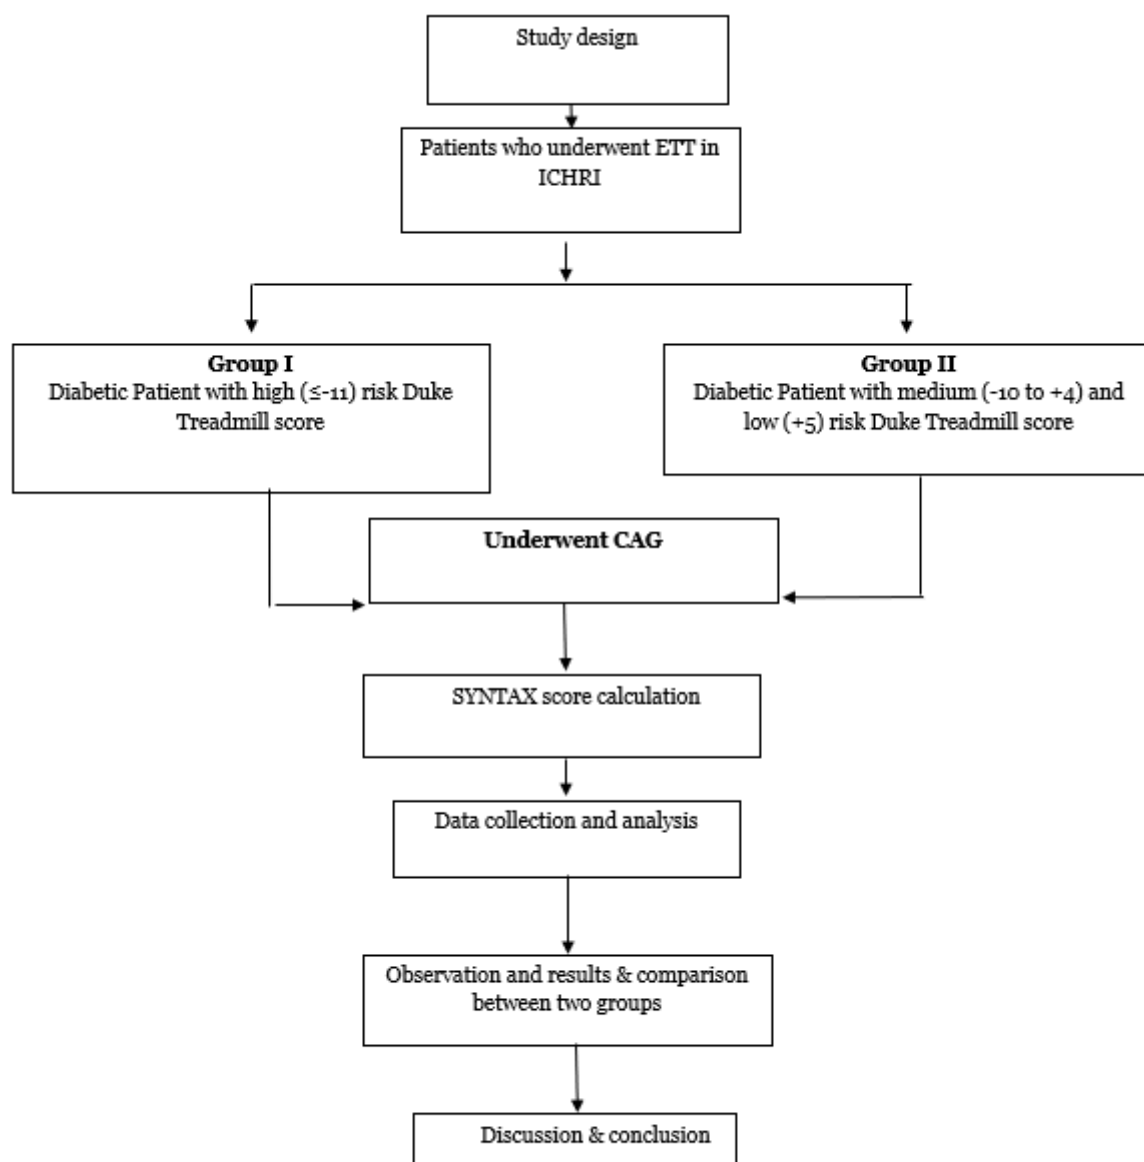 Study design
Patients who underwent ETT in
ICHRI
Group I
Diabetic Patient with high (≤-11) risk Duke
Treadmill score
Group II
Diabetic Patient with medium (-10 to +4) and
low (+5) risk Duke Treadmill score
Underwent CAG
SYNTAX score calculation
Data collection and analysis
Observation and results & comparison
between two groups
Discussion & conclusion